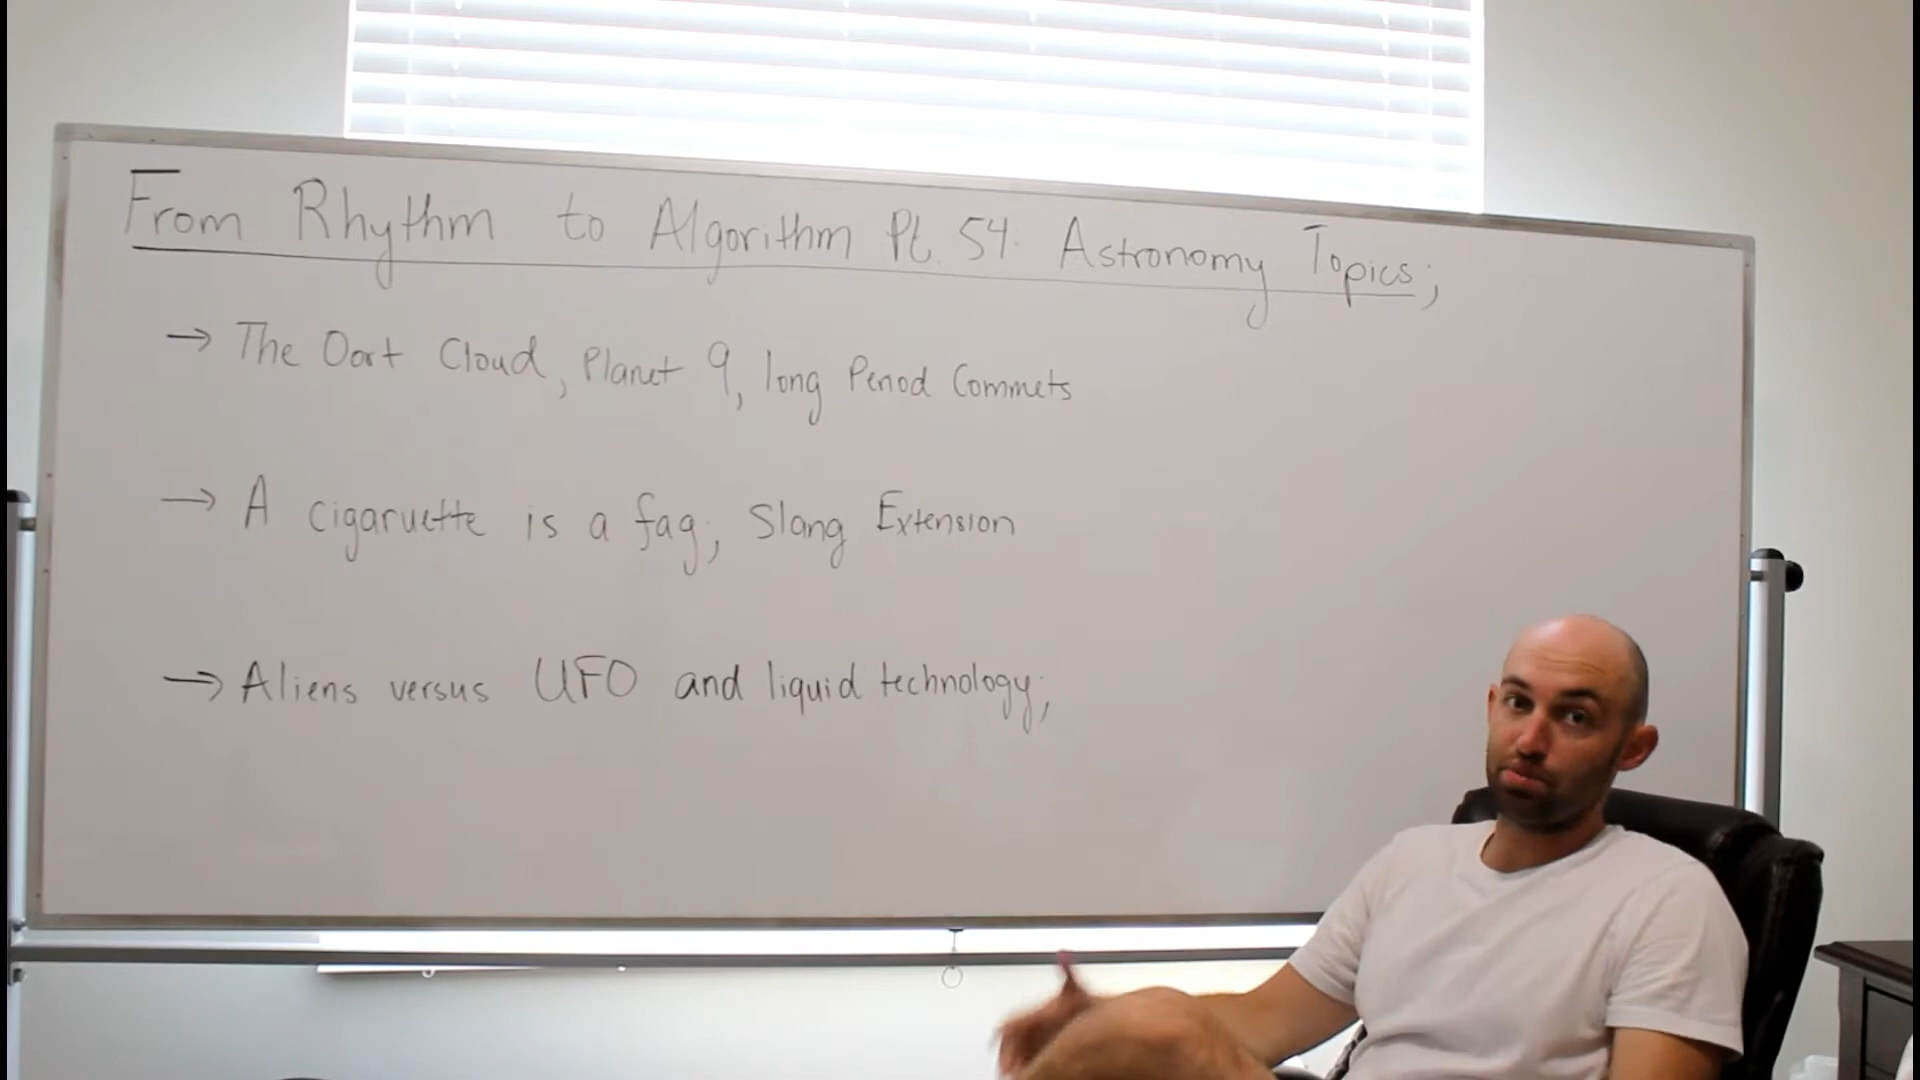 From Rhythm to Algorithm Pt. 54. Astronomy Topics;
→ The Oort Cloud, Planet 9, long Period Commets
→ A cigaruette is a fag; Slang Extension
→ Aliens versus UFO and liquid technology;